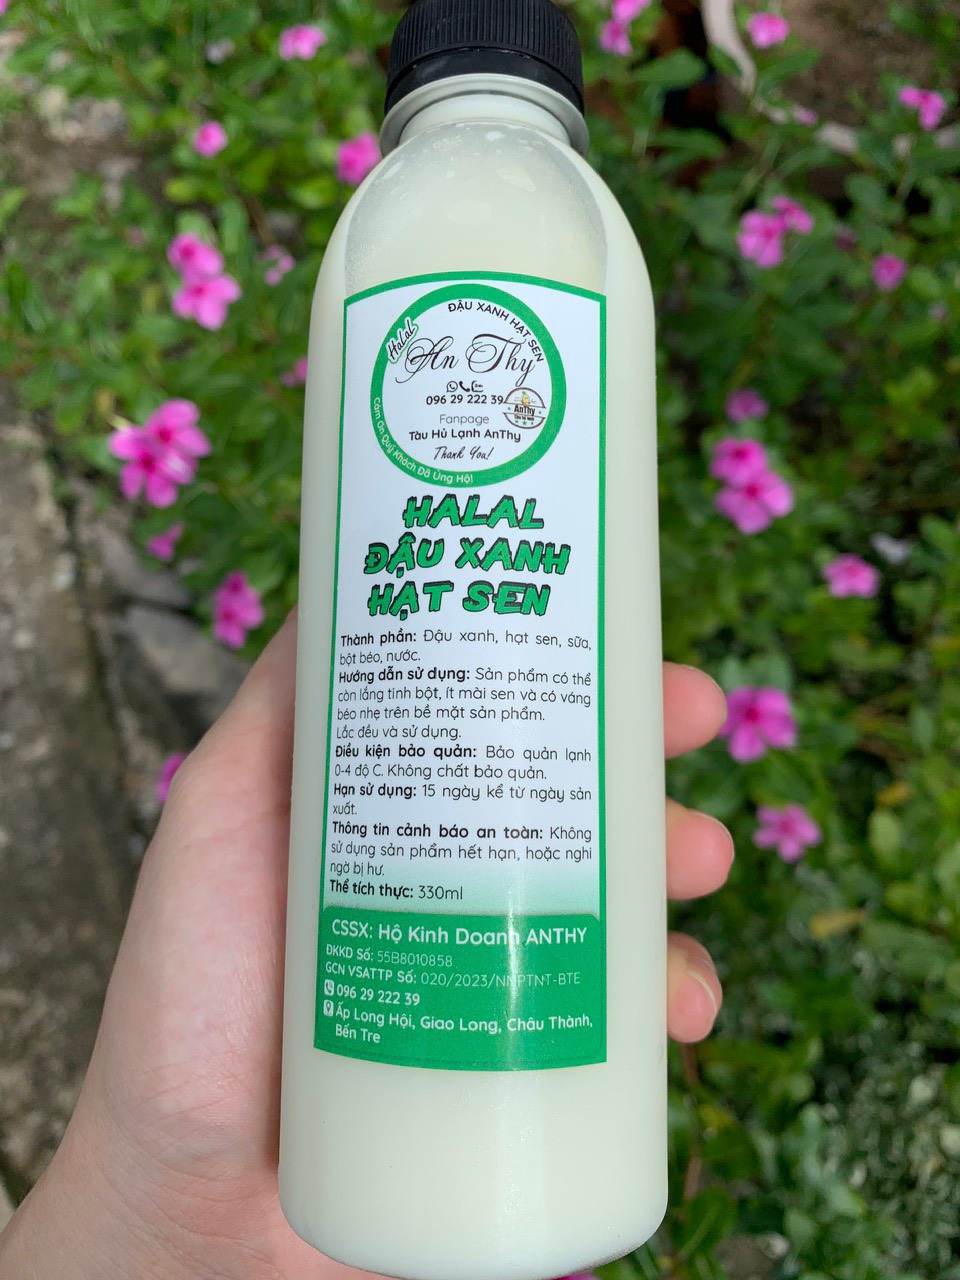 ĐẬU XANH HẠT SEN
Halal
An Thy
096 29 222 39
AnThy
Fanpage
Tàu Hủ Lạnh AnThy
Thank You!
Cảm Ơn Quý Khách Đã Ủng Hộ!
HALAL
ĐẬU XANH
HẠT SEN
Thành phần: Đậu xanh, hạt sen, sữa,
bột béo, nước.
Hướng dẫn sử dụng: Sản phẩm có thể
còn lắng tinh bột, ít mài sen và có váng
béo nhẹ trên bề mặt sản phẩm.
Lắc đều và sử dụng.
Điều kiện bảo quản: Bảo quản lạnh
0-4 độ C. Không chất bảo quản.
Hạn sử dụng: 15 ngày kể từ ngày sản
xuất.
Thông tin cảnh báo an toàn: Không
sử dụng sản phẩm hết hạn, hoặc nghi
ngờ bị hư.
Thể tích thực: 330ml
CSSX: Hộ Kinh Doanh ANTHY
ĐKKD Số: 55B8010858
GCN VSATTP Số: 020/2023/NNPTNT-BTE
096 29 222 39
Ấp Long Hội, Giao Long, Châu Thành,
Bến Tre